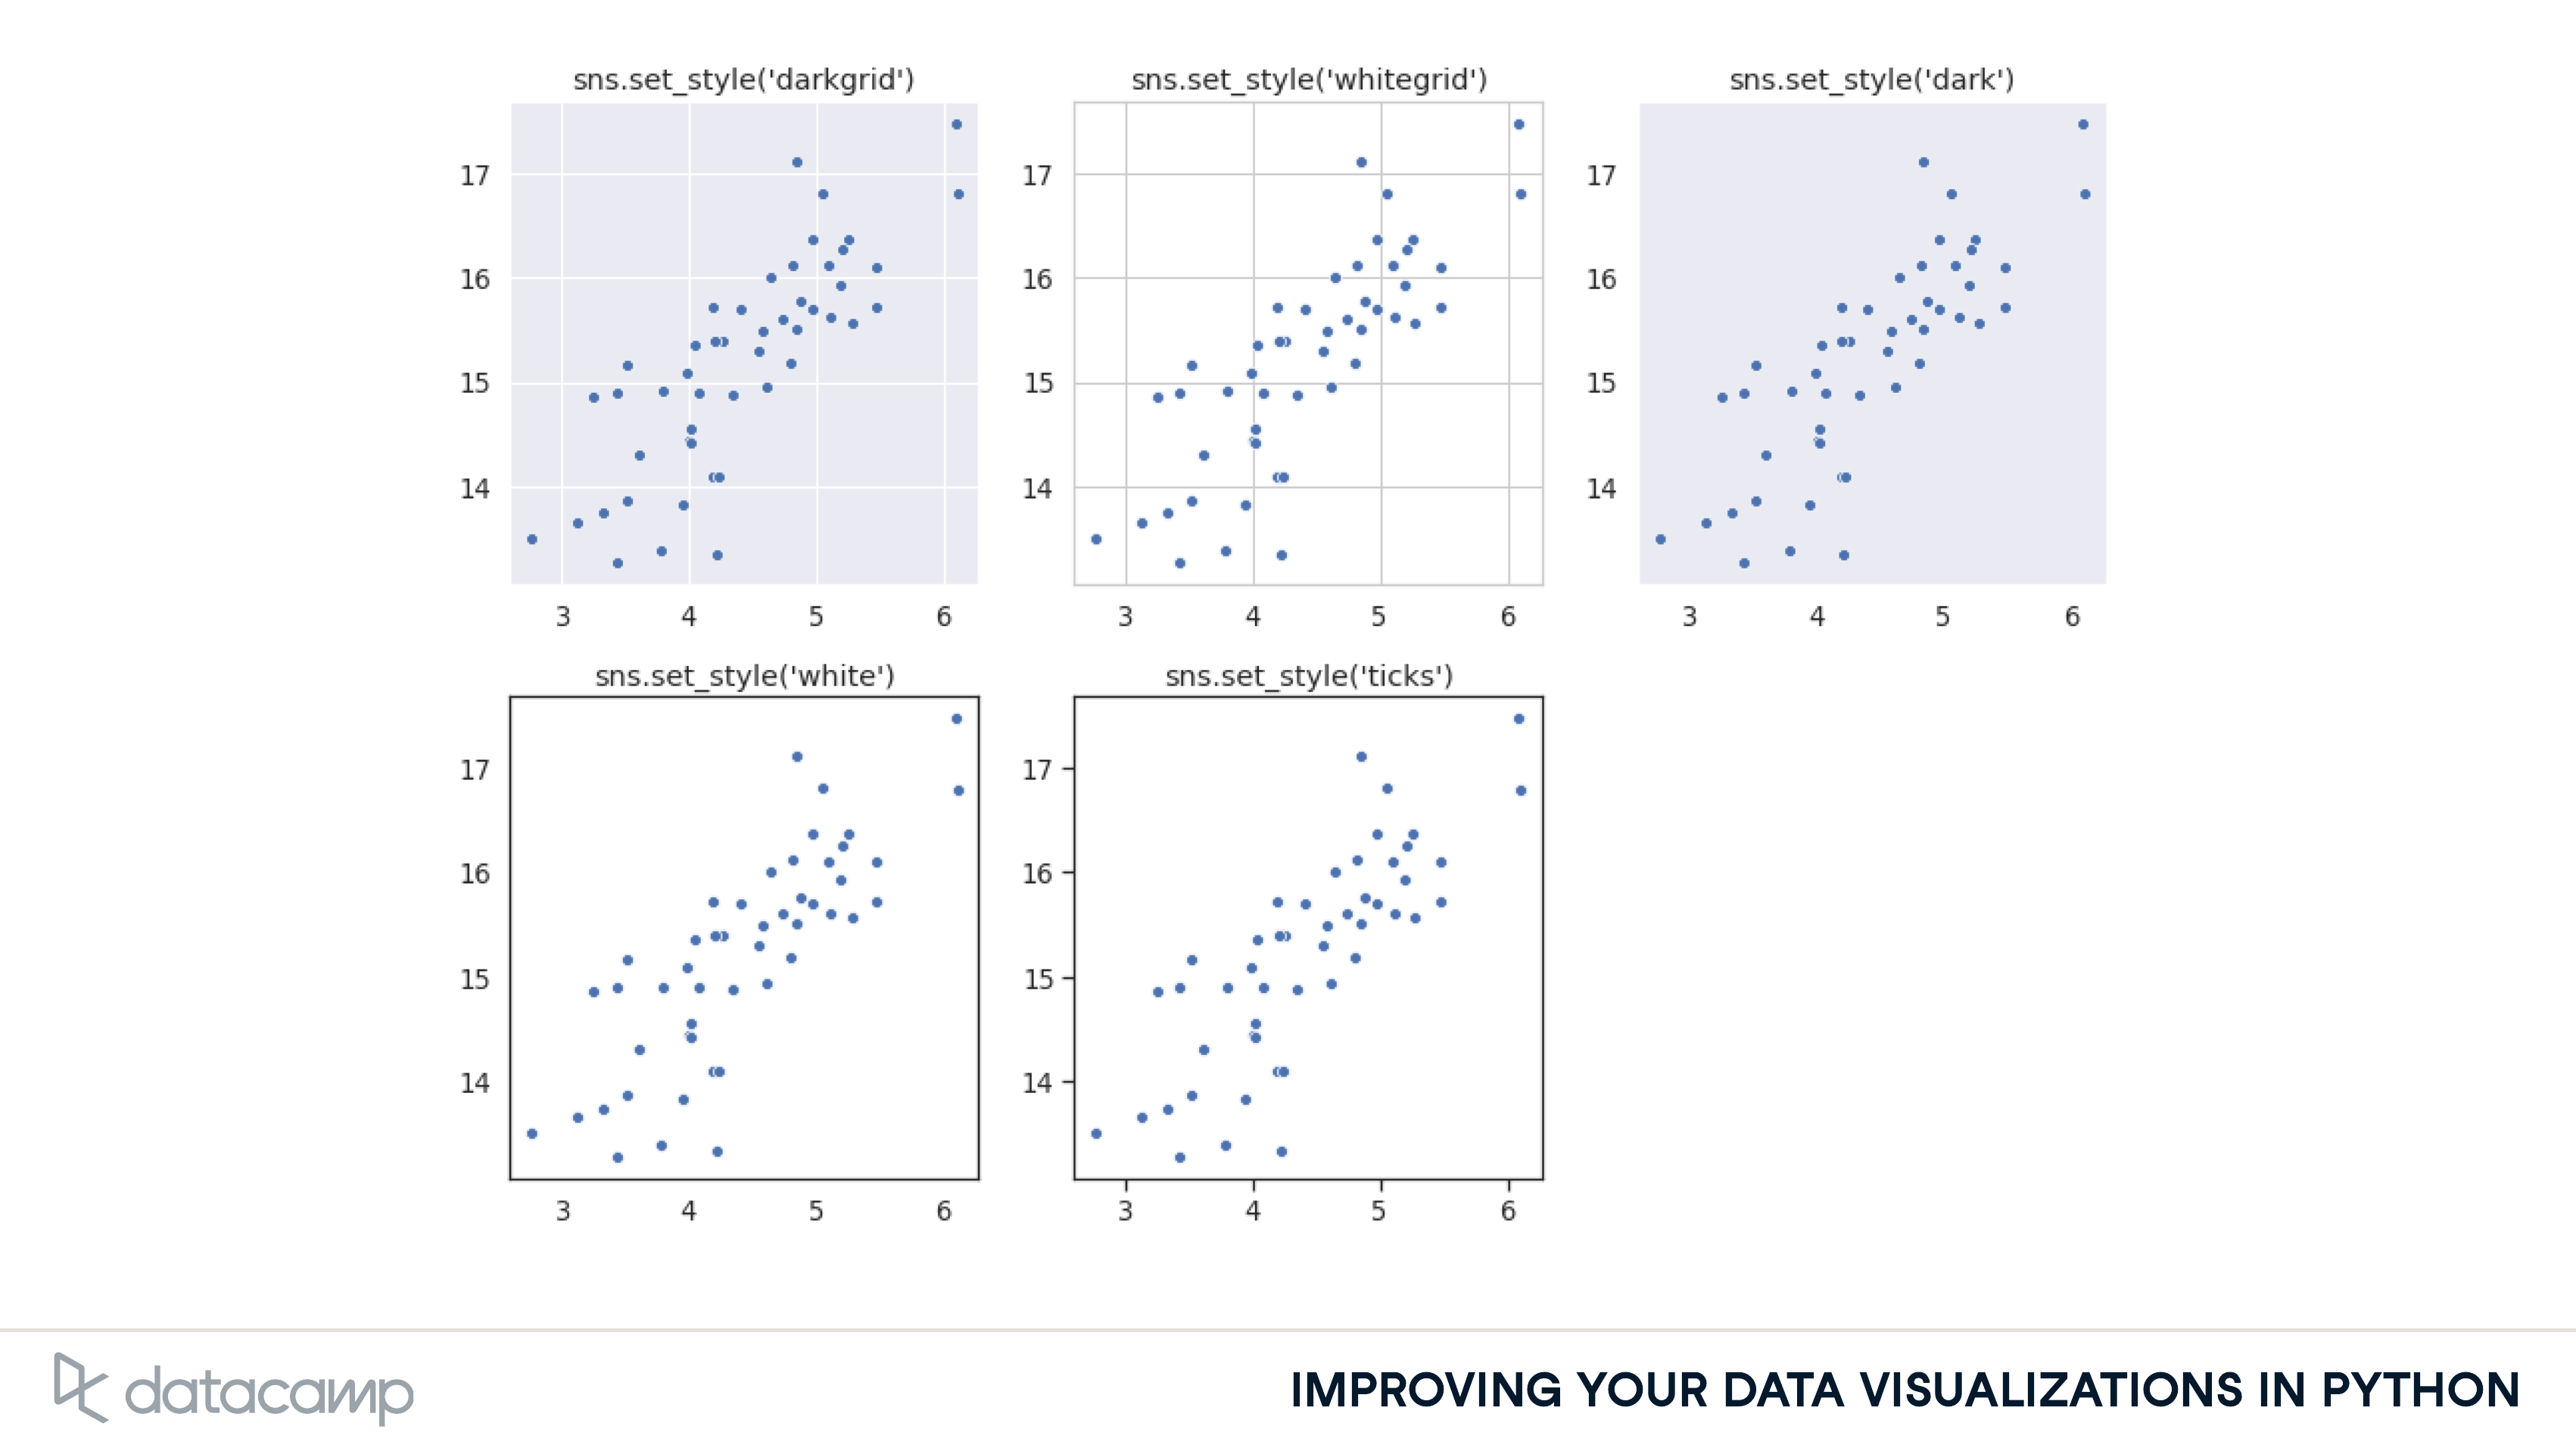 sns.set_style('darkgrid')
17
16
15
14
3 4 5 6
sns.set_style('whitegrid')
17
16
15
14
3 4 5 6
sns.set_style('dark')
17
16
15
14
3 4 5 6
sns.set_style('white')
17
16
15
14
3 4 5 6
sns.set_style('ticks')
17
16
15
14
3 4 5 6
datacamp
IMPROVING YOUR DATA VISUALIZATIONS IN PYTHON